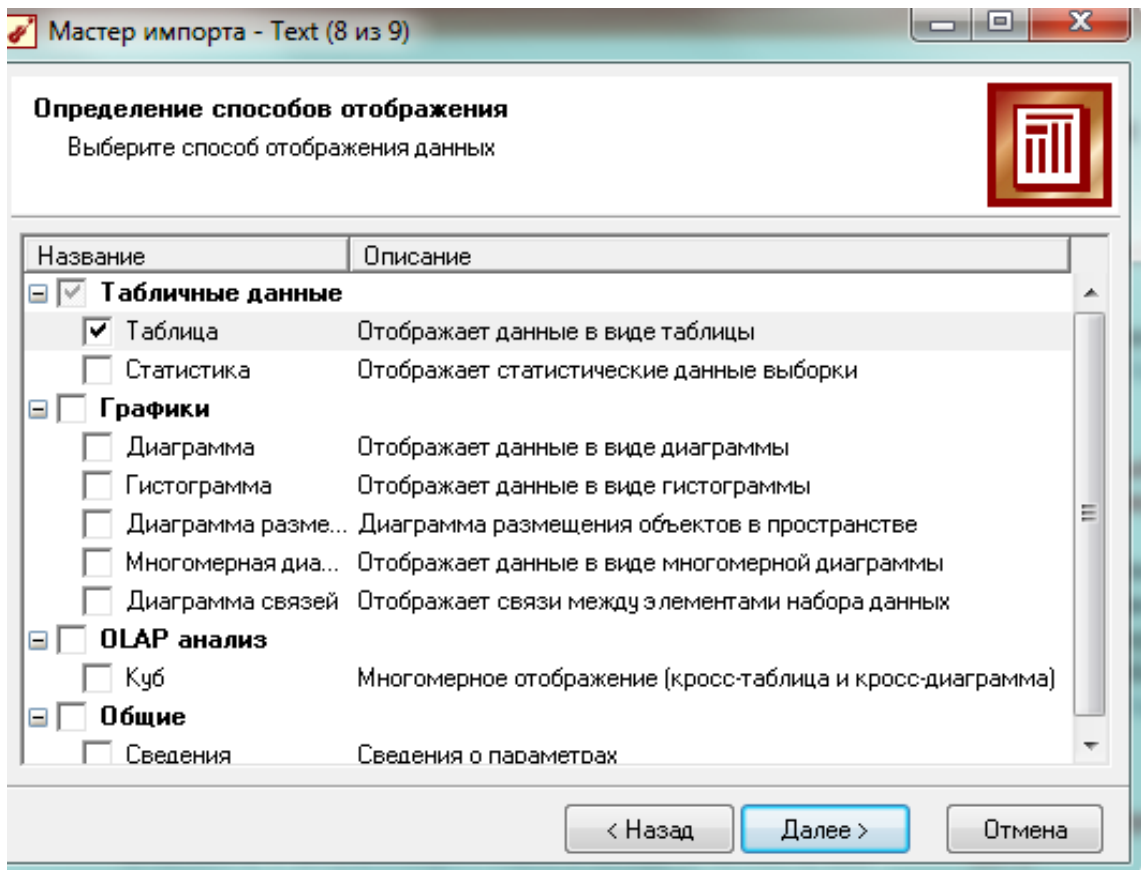 Мастер импорта - Text (8 из 9)
Определение способов отображения
Выберите способ отображения данных
Название Описание
Табличные данные
Таблица Отображает данные в виде таблицы
Статистика Отображает статистические данные выборки
Графики
Диаграмма Отображает данные в виде диаграммы
Гистограмма Отображает данные в виде гистограммы
Диаграмма разме... Диаграмма размещения объектов в пространстве
Многомерная диа... Отображает данные в виде многомерной диаграммы
Диаграмма связей Отображает связи между элементами набора данных
OLAP анализ
Куб Многомерное отображение (кросс-таблица и кросс-диаграмма)
Общие
Сведения Сведения о параметрах
< Назад Далее > Отмена